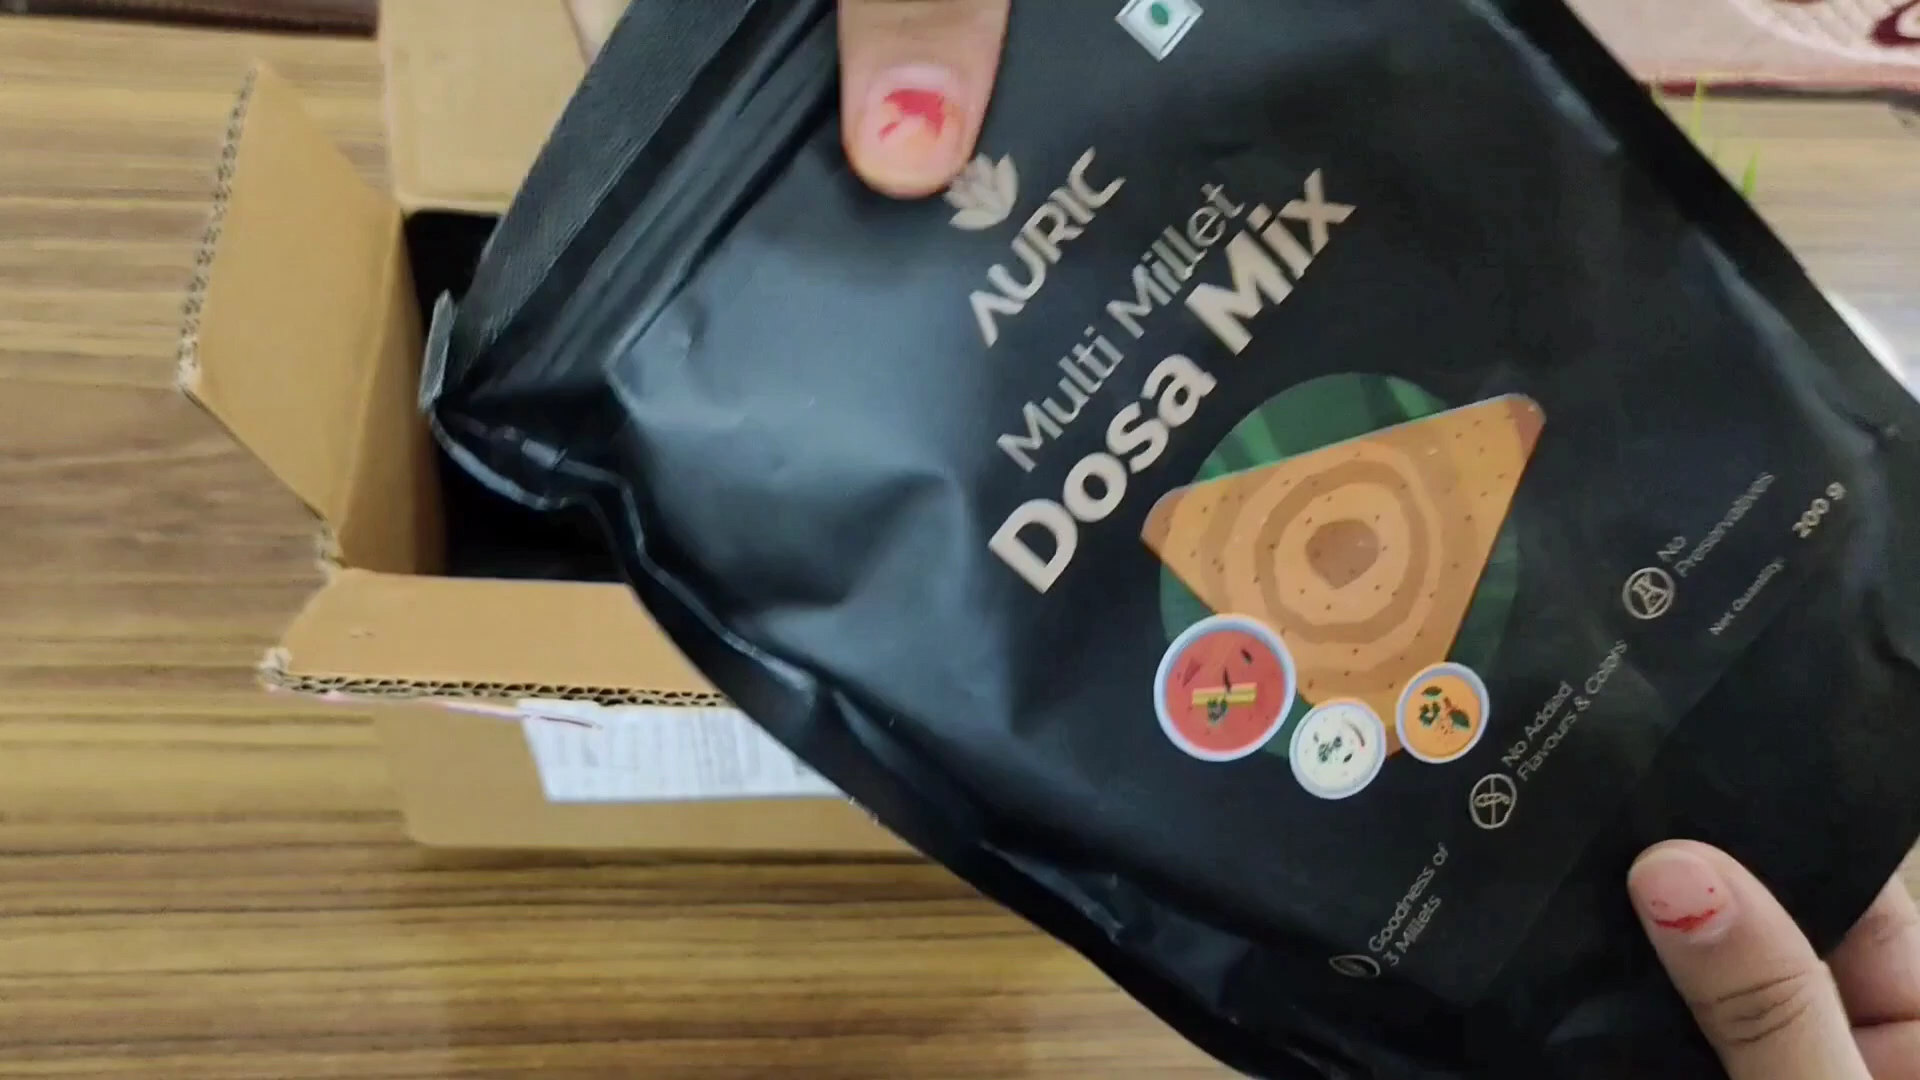 AURIC
Multi Millet
Dosa Mix
Goodness of
3 Millets
No Added
Flavours & Colors
No
Preservatives
Net Quantity: 200 g